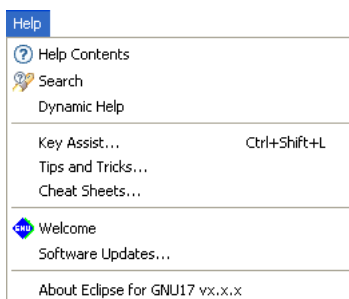 Help
Help Contents
Search
Dynamic Help
Key Assist... Ctrl+Shift+L
Tips and Tricks...
Cheat Sheets...
GNU Welcome
Software Updates...
About Eclipse for GNU17 vx.x.x